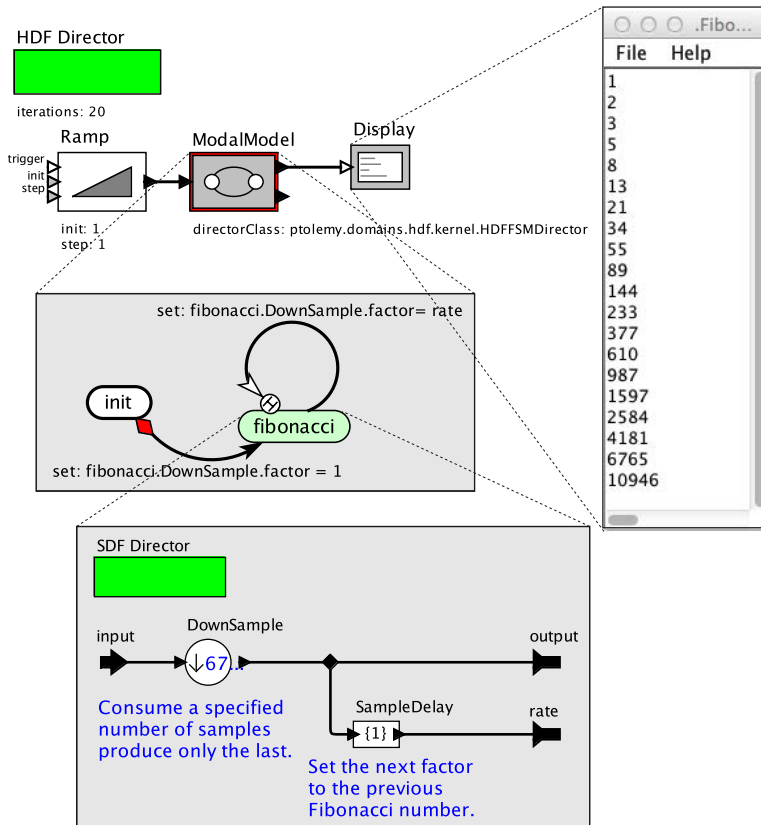 HDF Director
iterations: 20
Ramp
trigger
init
step
init: 1
step: 1
ModalModel
Display
directorClass: ptolemy.domains.hdf.kernel.HDFFSMDirector
.Fibo...
File Help
1
2
3
5
8
13
21
34
55
89
144
233
377
610
987
1597
2584
4181
6765
10946
set: fibonacci.DownSample.factor= rate
init
H
fibonacci
set: fibonacci.DownSample.factor = 1
SDF Director
input
DownSample
↓67...
output
Consume a specified
number of samples
produce only the last.
SampleDelay
{1}
rate
Set the next factor
to the previous
Fibonacci number.